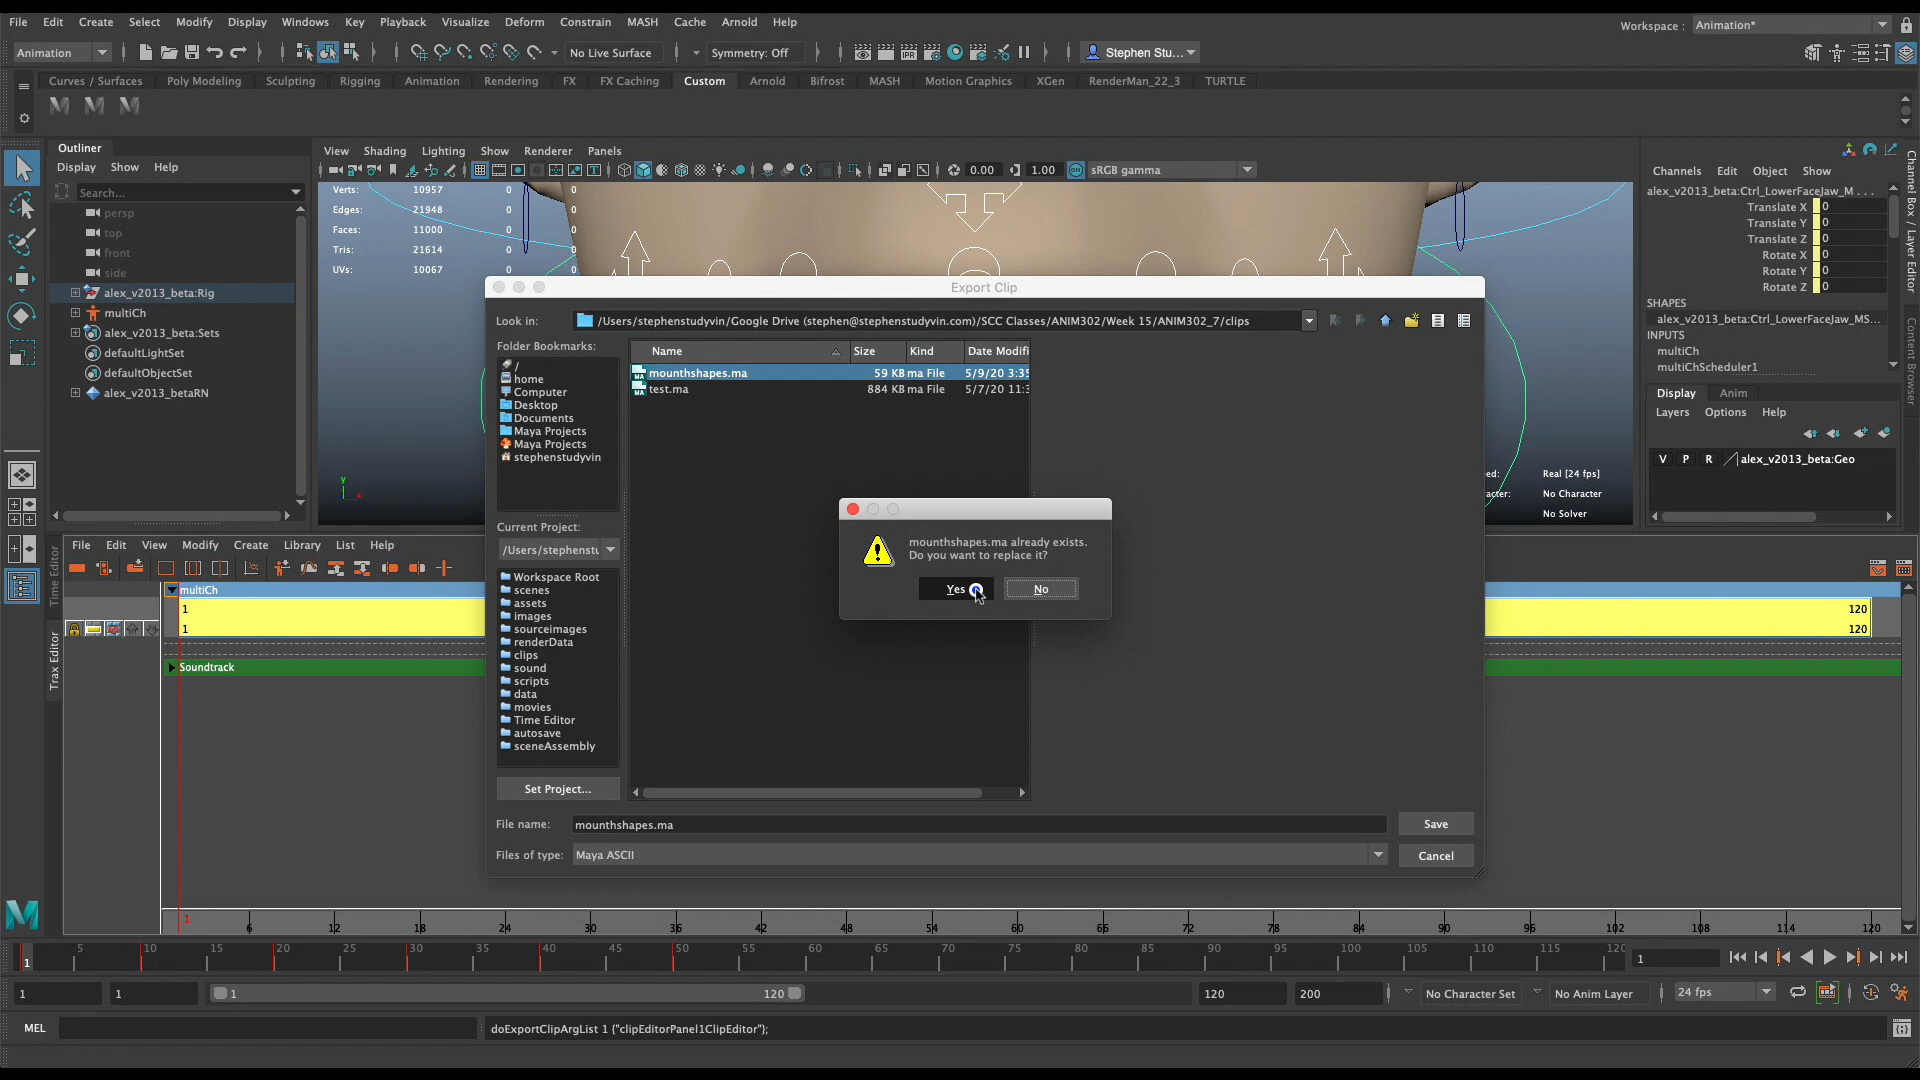 File Edit Create Select Modify Display Windows Key Playback Visualize Deform Constrain MASH Cache Arnold Help
Workspace : Animation*
Animation No Live Surface Symmetry: Off Stephen Stu...
Curves / Surfaces Poly Modeling Sculpting Rigging Animation Rendering FX FX Caching Custom Arnold Bifrost MASH Motion Graphics XGen RenderMan_22_3 TURTLE
Outliner
Display Show Help
Search...
persp
top
front
side
alex_v2013_beta:Rig
multiCh
alex_v2013_beta:Sets
defaultLightSet
defaultObjectSet
alex_v2013_betaRN
View Shading Lighting Show Renderer Panels
0.00 1.00 sRGB gamma
Verts: 10957 0 0
Edges: 21948 0 0
Faces: 11000 0 0
Tris: 21614 0 0
UVs: 10067 0 0
Y
Real [24 fps]
No Character
No Solver
Channels Edit Object Show
alex_v2013_beta:Ctrl_LowerFaceJaw_M . . .
Translate X 0
Translate Y 0
Translate Z 0
Rotate X 0
Rotate Y 0
Rotate Z 0
SHAPES
alex_v2013_beta:Ctrl_LowerFaceJaw_MS...
INPUTS
multiCh
multiChScheduler1
Display Anim
Layers Options Help
V P R alex_v2013_beta:Geo
Channel Box / Layer Editor
Content Browser
Export Clip
Look in: /Users/stephenstudyvin/Google Drive (stephen@stephenstudyvin.com)/SCC Classes/ANIM302/Week 15/ANIM302_7/clips
Folder Bookmarks:
/
home
Computer
Desktop
Documents
Maya Projects
Maya Projects
stephenstudyvin
Name Size Kind Date Modifi
mounthshapes.ma 59 KB ma File 5/9/20 3:35
test.ma 884 KB ma File 5/7/20 11:3
Current Project:
/Users/stephenstu
Workspace Root
scenes
assets
images
sourceimages
renderData
clips
sound
scripts
data
movies
Time Editor
autosave
sceneAssembly
Set Project...
File name: mounthshapes.ma Save
Files of type: Maya ASCII Cancel
mounthshapes.ma already exists.
Do you want to replace it?
Yes No
Time Editor
Trax Editor
File Edit View Modify Create Library List Help
multiCh
1 120
1 120
Soundtrack
1 6 12 18 24 30 36 42 48 54 60 66 72 78 84 90 96 102 108 114 120
5 10 15 20 25 30 35 40 45 50 55 60 65 70 75 80 85 90 95 100 105 110 115 120
1 1
1 1 1 120 120 200 No Character Set No Anim Layer 24 fps
MEL doExportClipArgList 1 {"clipEditorPanel1ClipEditor"};